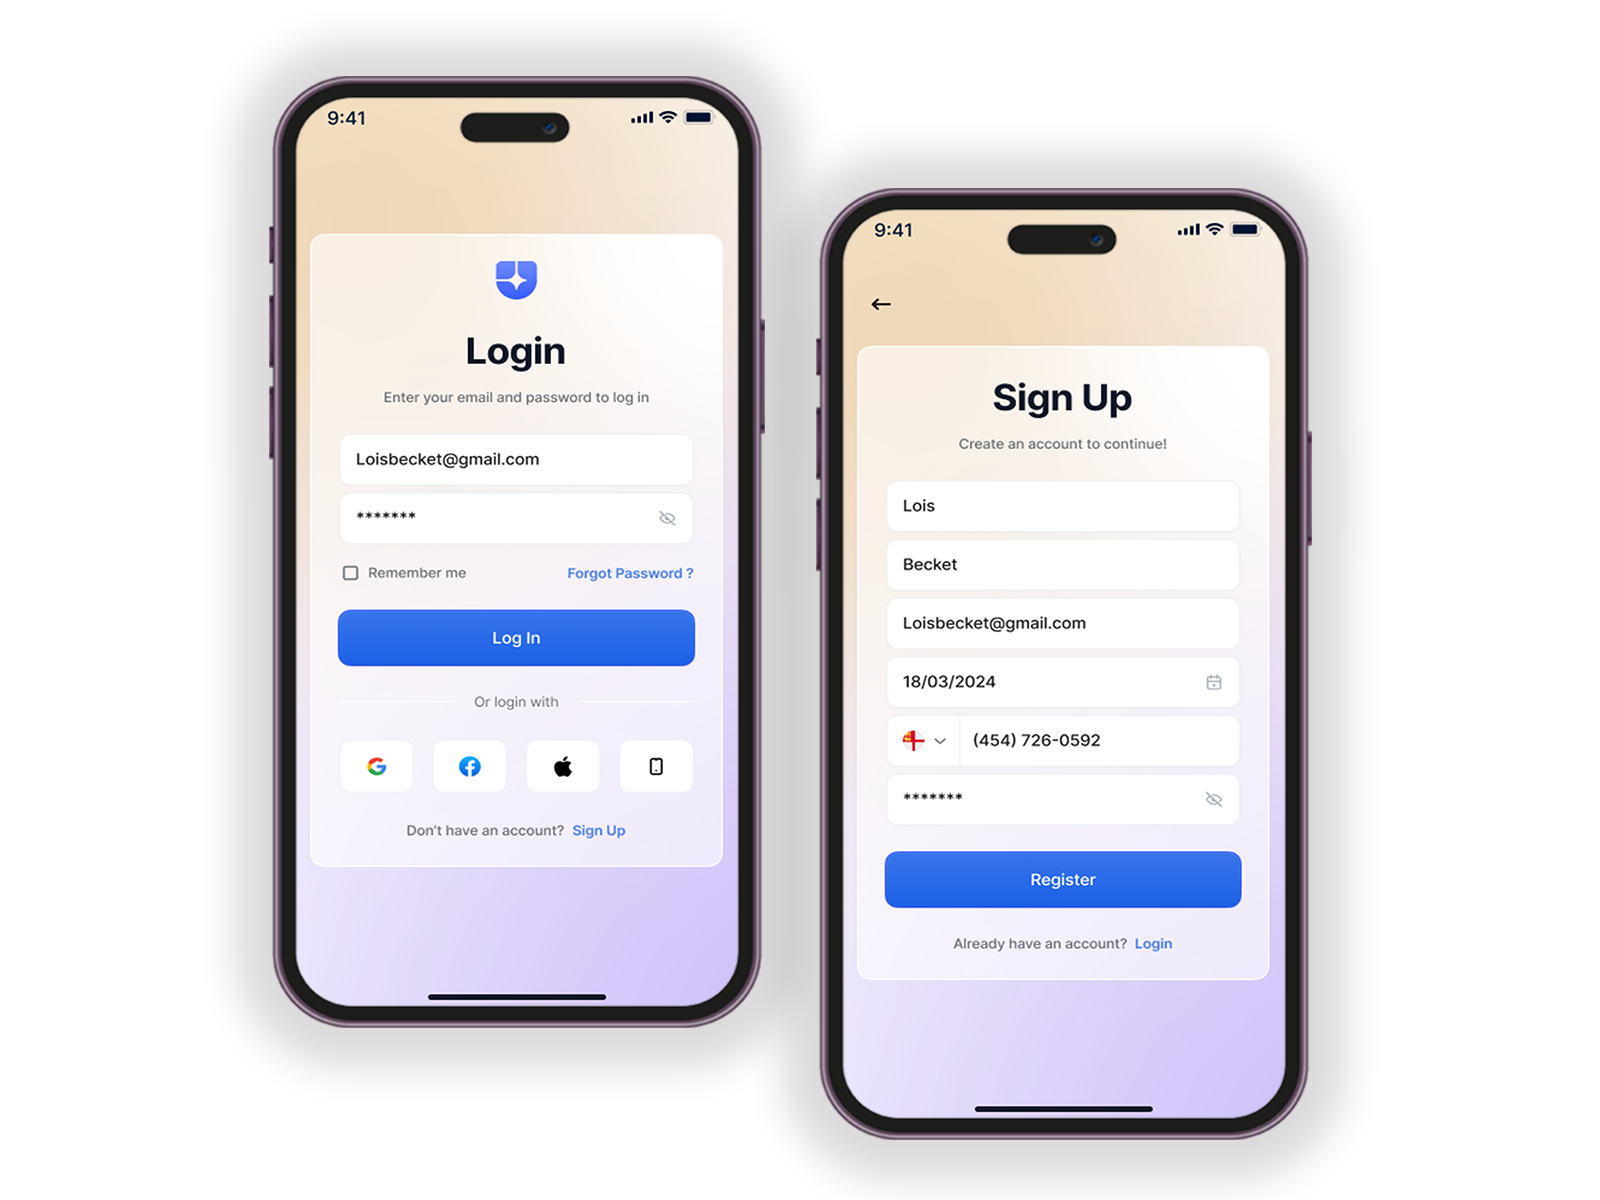 9:41
Login
Enter your email and password to log in
Loisbecket@gmail.com
*******
Remember me
Forgot Password ?
Log In
Or login with
Don't have an account? Sign Up
9:41
Sign Up
Create an account to continue!
Lois
Becket
Loisbecket@gmail.com
18/03/2024
(454) 726-0592
*******
Register
Already have an account? Login